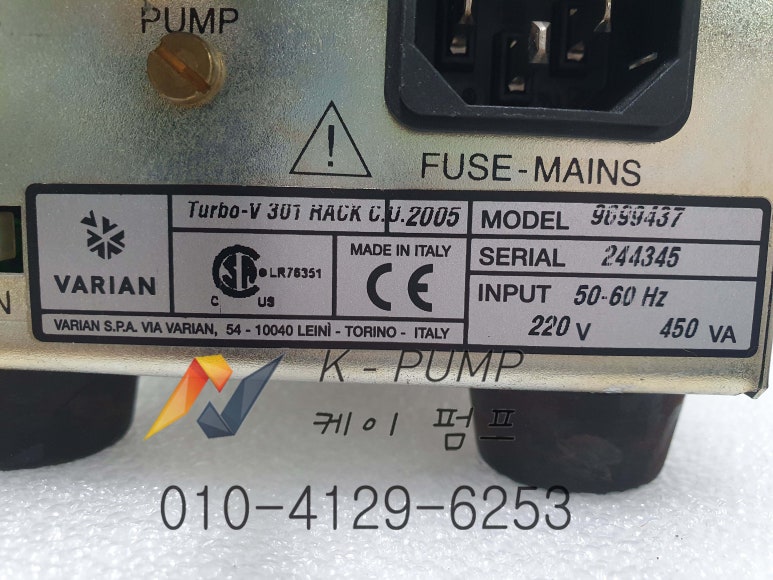 PUMP
FUSE-MAINS
VARIAN
Turbo-V 301 RACK C.U. 2005
MODEL 9699437
LR76351
C US
MADE IN ITALY
CE
SERIAL 244345
INPUT 50-60 Hz
220 V 450 VA
VARIAN S.P.A. VIA VARIAN, 54 - 10040 LEINÌ - TORINO - ITALY
N
K - PUMP
케이 펌프
010-4129-6253